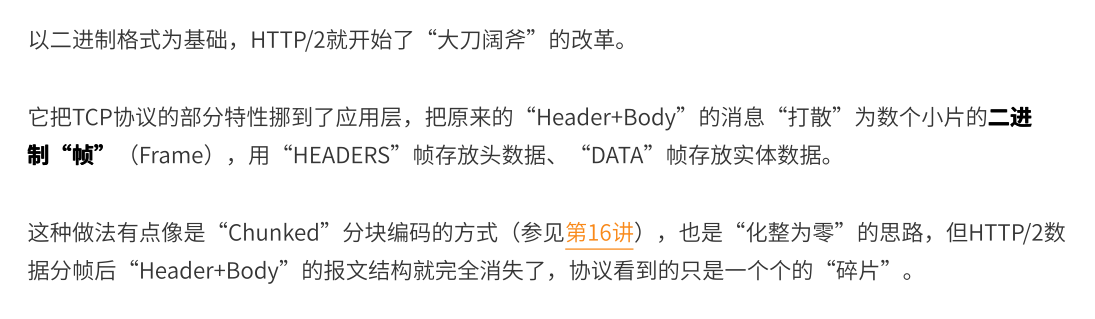 以二进制格式为基础，HTTP/2就开始了“大刀阔斧”的改革。
它把TCP协议的部分特性挪到了应用层，把原来的“Header+Body”的消息“打散”为数个小片的二进
制“帧”（Frame），用“HEADERS”帧存放头数据、“DATA”帧存放实体数据。
这种做法有点像是“Chunked”分块编码的方式（参见第16讲），也是“化整为零”的思路，但HTTP/2数
据分帧后“Header+Body”的报文结构就完全消失了，协议看到的只是一个个的“碎片”。